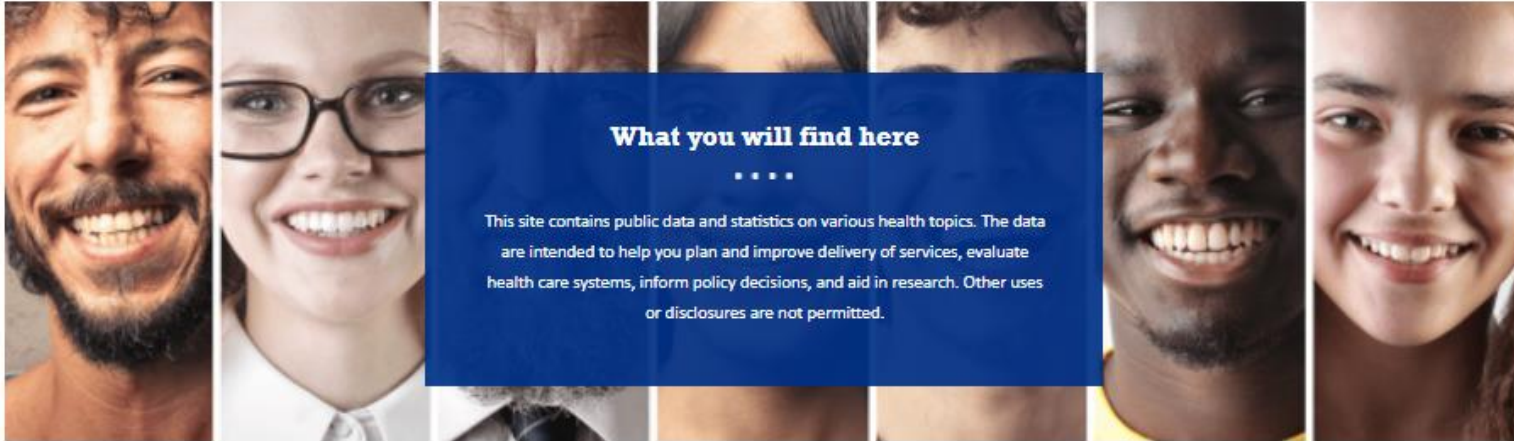 What you will find here
This site contains public data and statistics on various health topics. The data
are intended to help you plan and improve delivery of services, evaluate
health care systems, inform policy decisions, and aid in research. Other uses
or disclosures are not permitted.